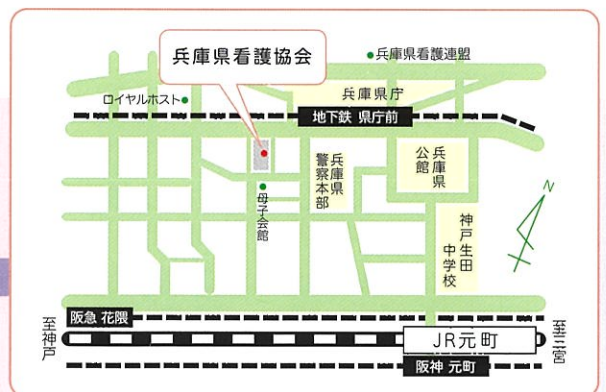 兵庫県看護協会
兵庫県看護連盟
ロイヤルホスト
兵庫県庁
地下鉄 県庁前
兵庫県
警察本部
兵庫県
公館
母子会館
神戸生田
中学校
N
阪急 花隈
至神戸
至三宮
JR元町
阪神 元町